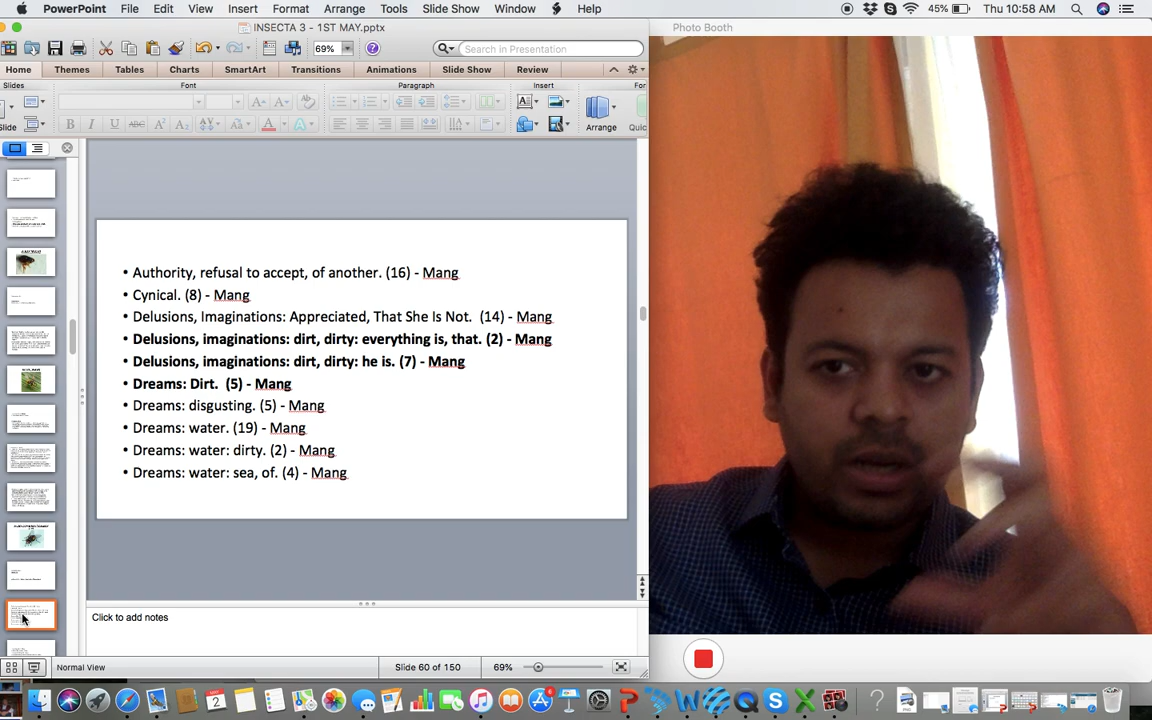 PowerPoint File Edit View Insert Format Arrange Tools Slide Show Window Help 45% Thu 10:58 AM
INSECTA 3 - 1ST MAY.pptx
Photo Booth
69% Search in Presentation
Home Themes Tables Charts SmartArt Transitions Animations Slide Show Review
Slides Font Paragraph Insert For
Slide Arrange Quic
• Authority, refusal to accept, of another. (16) - Mang
• Cynical. (8) - Mang
• Delusions, Imaginations: Appreciated, That She Is Not. (14) - Mang
• Delusions, imaginations: dirt, dirty: everything is, that. (2) - Mang
• Delusions, imaginations: dirt, dirty: he is. (7) - Mang
• Dreams: Dirt. (5) - Mang
• Dreams: disgusting. (5) - Mang
• Dreams: water. (19) - Mang
• Dreams: water: dirty. (2) - Mang
• Dreams: water: sea, of. (4) - Mang
Click to add notes
Normal View Slide 60 of 150 69%